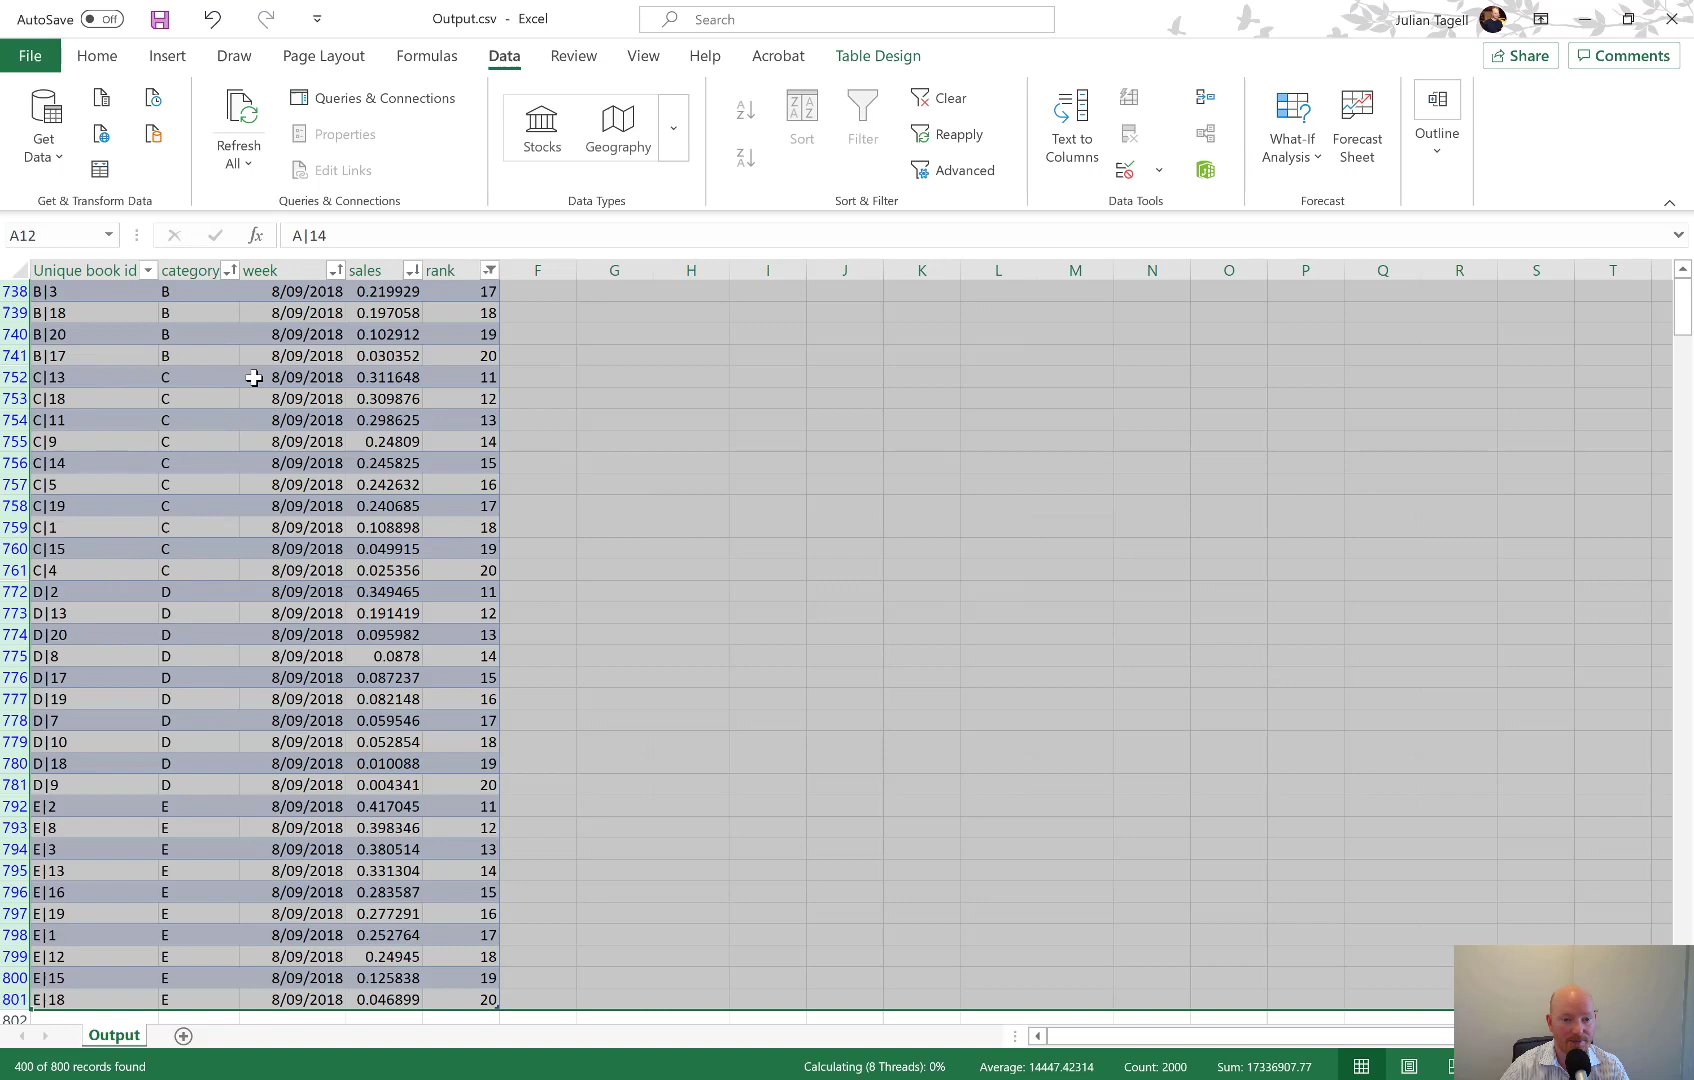 AutoSave Off Output.csv - Excel Search Julian Tagell
File Home Insert Draw Page Layout Formulas Data Review View Help Acrobat Table Design Share Comments
Get Data
Refresh All
Queries & Connections
Properties
Edit Links
Stocks
Geography
Sort
Filter
Clear
Reapply
Advanced
Text to Columns
What-If Analysis
Forecast Sheet
Outline
Get & Transform Data Queries & Connections Data Types Sort & Filter Data Tools Forecast
A12 fx A|14
Unique book id category week sales rank F G H I J K L M N O P Q R S T
738 B|3 B 8/09/2018 0.219929 17
739 B|18 B 8/09/2018 0.197058 18
740 B|20 B 8/09/2018 0.102912 19
741 B|17 B 8/09/2018 0.030352 20
752 C|13 C 8/09/2018 0.311648 11
753 C|18 C 8/09/2018 0.309876 12
754 C|11 C 8/09/2018 0.298625 13
755 C|9 C 8/09/2018 0.24809 14
756 C|14 C 8/09/2018 0.245825 15
757 C|5 C 8/09/2018 0.242632 16
758 C|19 C 8/09/2018 0.240685 17
759 C|1 C 8/09/2018 0.108898 18
760 C|15 C 8/09/2018 0.049915 19
761 C|4 C 8/09/2018 0.025356 20
772 D|2 D 8/09/2018 0.349465 11
773 D|13 D 8/09/2018 0.191419 12
774 D|20 D 8/09/2018 0.095982 13
775 D|8 D 8/09/2018 0.0878 14
776 D|17 D 8/09/2018 0.087237 15
777 D|19 D 8/09/2018 0.082148 16
778 D|7 D 8/09/2018 0.059546 17
779 D|10 D 8/09/2018 0.052854 18
780 D|18 D 8/09/2018 0.010088 19
781 D|9 D 8/09/2018 0.004341 20
792 E|2 E 8/09/2018 0.417045 11
793 E|8 E 8/09/2018 0.398346 12
794 E|3 E 8/09/2018 0.380514 13
795 E|13 E 8/09/2018 0.331304 14
796 E|16 E 8/09/2018 0.283587 15
797 E|19 E 8/09/2018 0.277291 16
798 E|1 E 8/09/2018 0.252764 17
799 E|12 E 8/09/2018 0.24945 18
800 E|15 E 8/09/2018 0.125838 19
801 E|18 E 8/09/2018 0.046899 20
802
Output
400 of 800 records found Calculating (8 Threads): 0% Average: 14447.42314 Count: 2000 Sum: 17336907.77